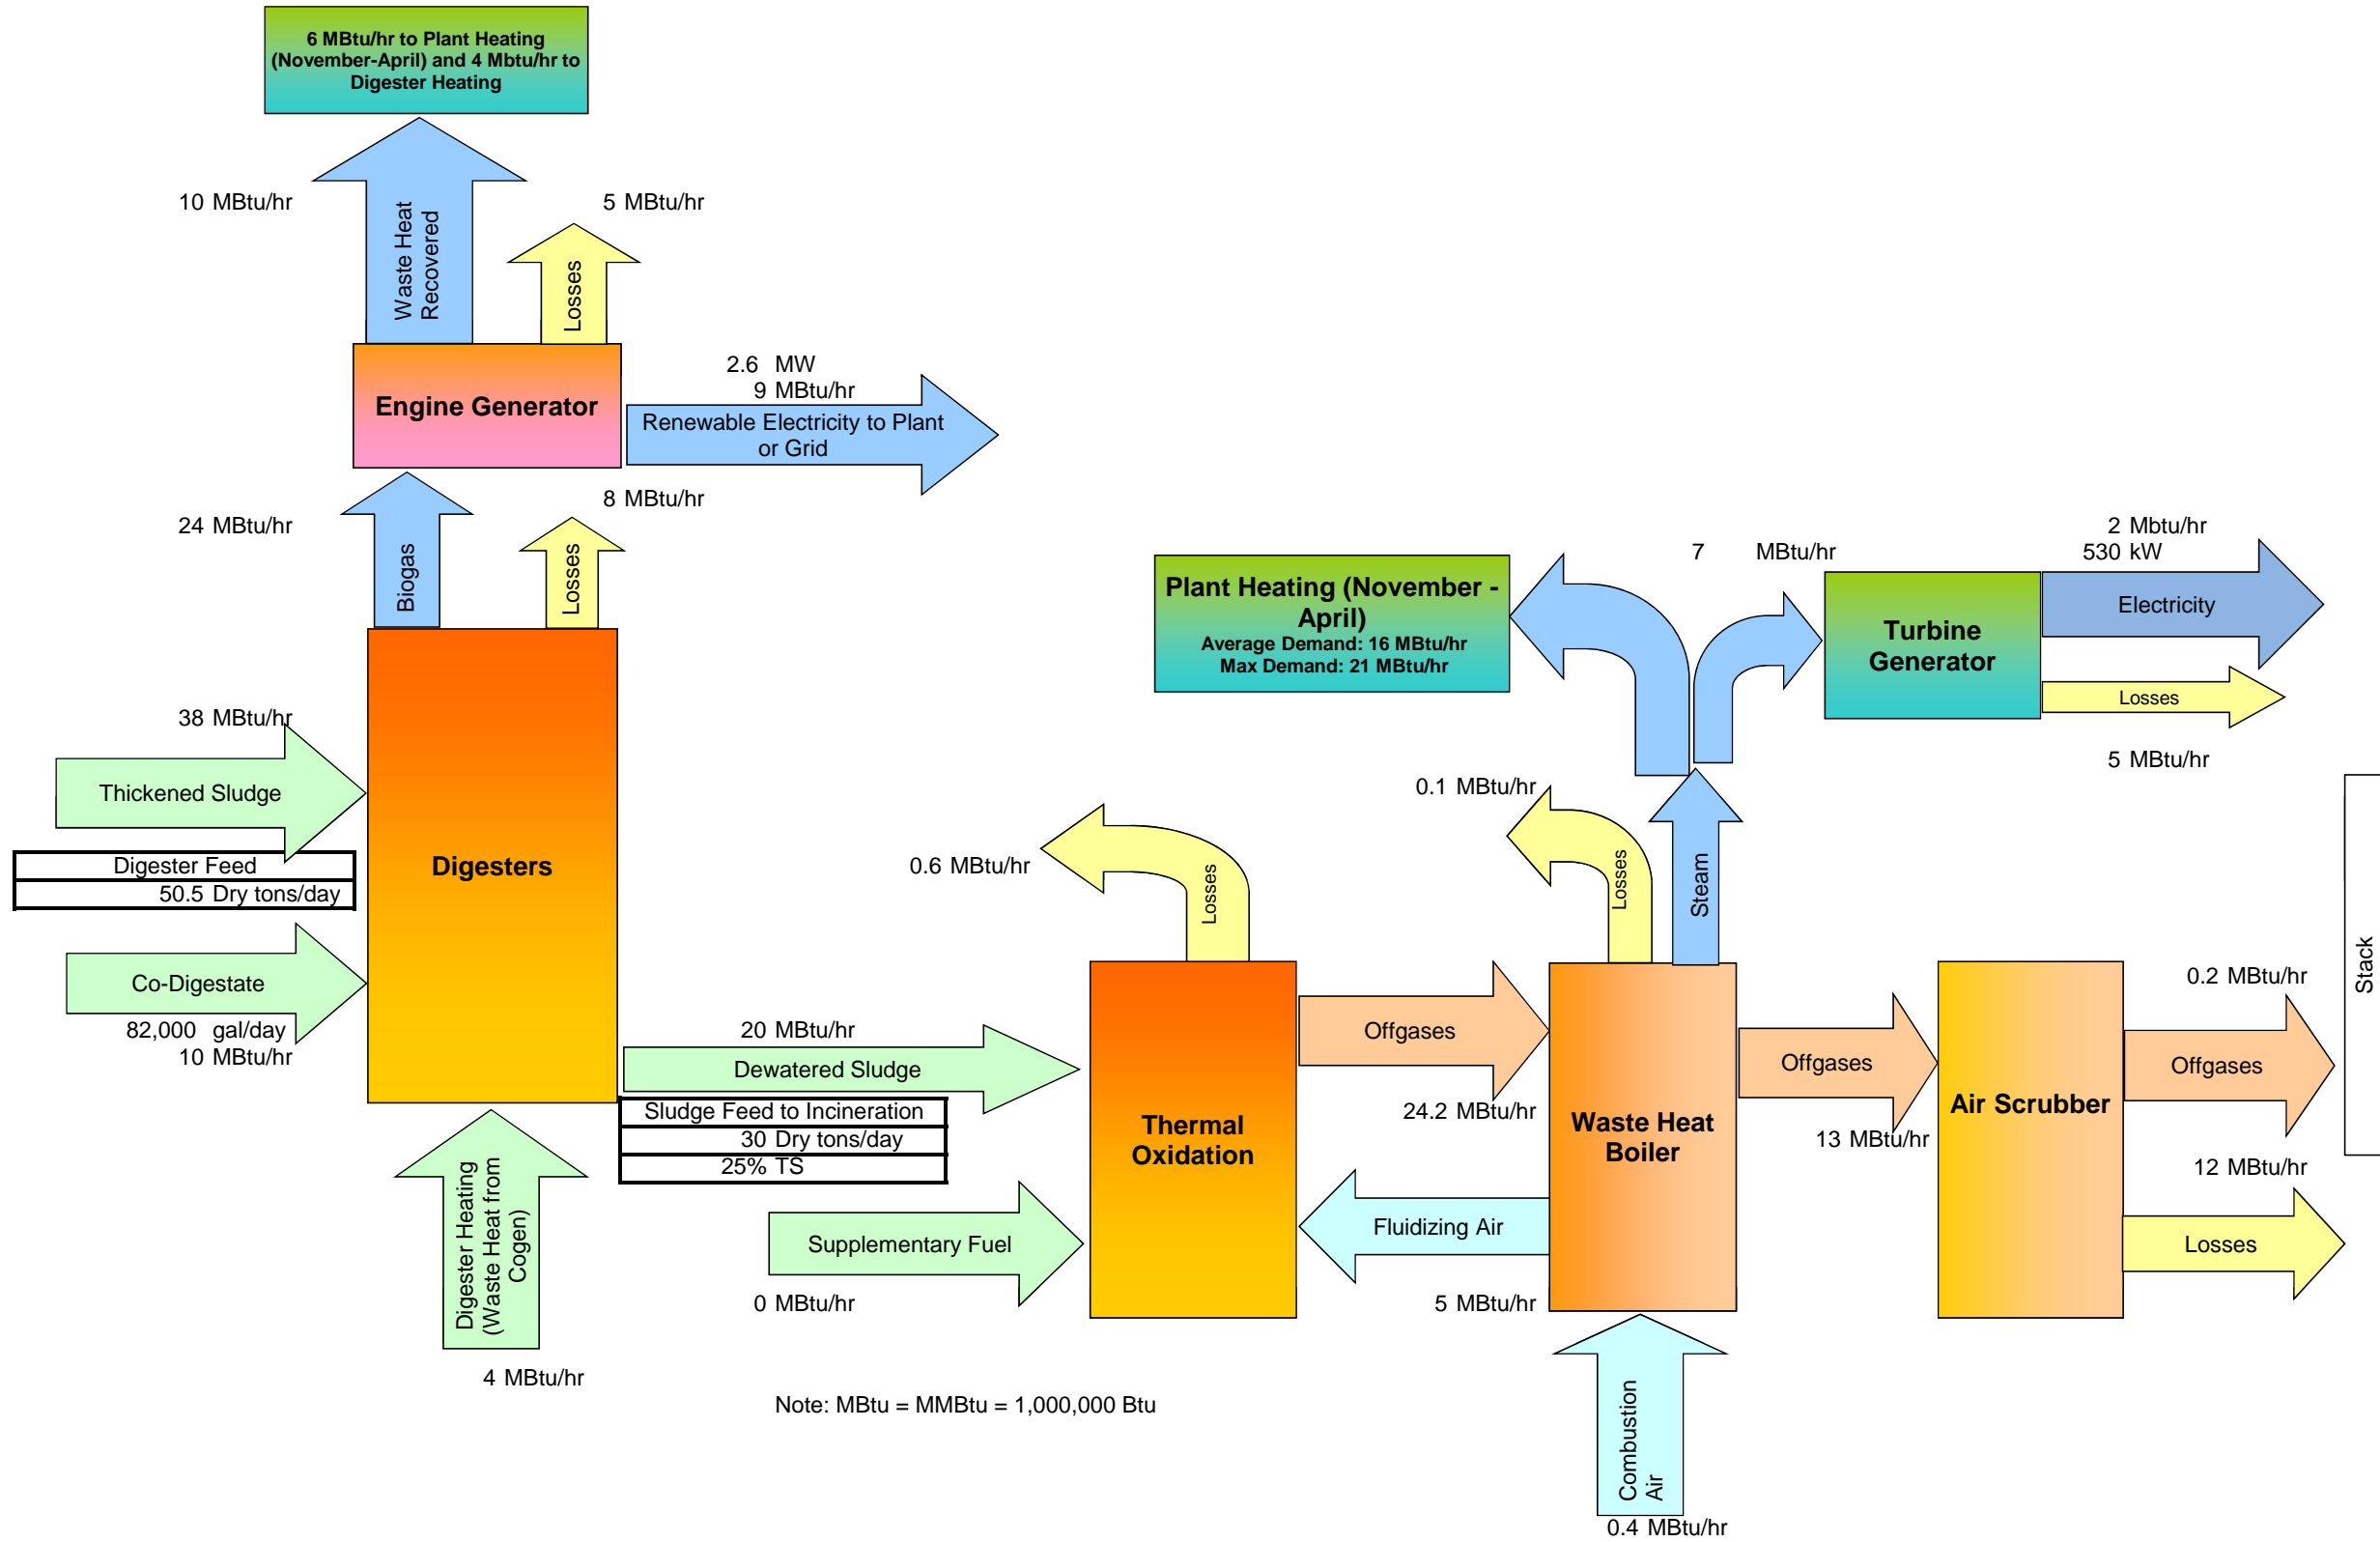 6 MBtu/hr to Plant Heating
(November-April) and 4 Mbtu/hr to
Digester Heating
10 MBtu/hr
5 MBtu/hr
Waste Heat
Recovered
Losses
2.6 MW
9 MBtu/hr
Engine Generator
Renewable Electricity to Plant
or Grid
24 MBtu/hr
8 MBtu/hr
Biogas
Losses
7 MBtu/hr
2 Mbtu/hr
530 kW
Plant Heating (November -
April)
Average Demand: 16 MBtu/hr
Max Demand: 21 MBtu/hr
Turbine
Generator
Electricity
Losses
5 MBtu/hr
38 MBtu/hr
Thickened Sludge
Digester Feed
50.5 Dry tons/day
Digesters
Co-Digestate
82,000 gal/day
10 MBtu/hr
0.6 MBtu/hr
Losses
0.1 MBtu/hr
Losses
Steam
20 MBtu/hr
Dewatered Sludge
Sludge Feed to Incineration
30 Dry tons/day
25% TS
Thermal
Oxidation
Offgases
24.2 MBtu/hr
Waste Heat
Boiler
Offgases
13 MBtu/hr
Air Scrubber
0.2 MBtu/hr
Offgases
12 MBtu/hr
Losses
Stack
Digester Heating
(Waste Heat from
Cogen)
4 MBtu/hr
Supplementary Fuel
0 MBtu/hr
Fluidizing Air
5 MBtu/hr
Combustion
Air
0.4 MBtu/hr
Note: MBtu = MMBtu = 1,000,000 Btu